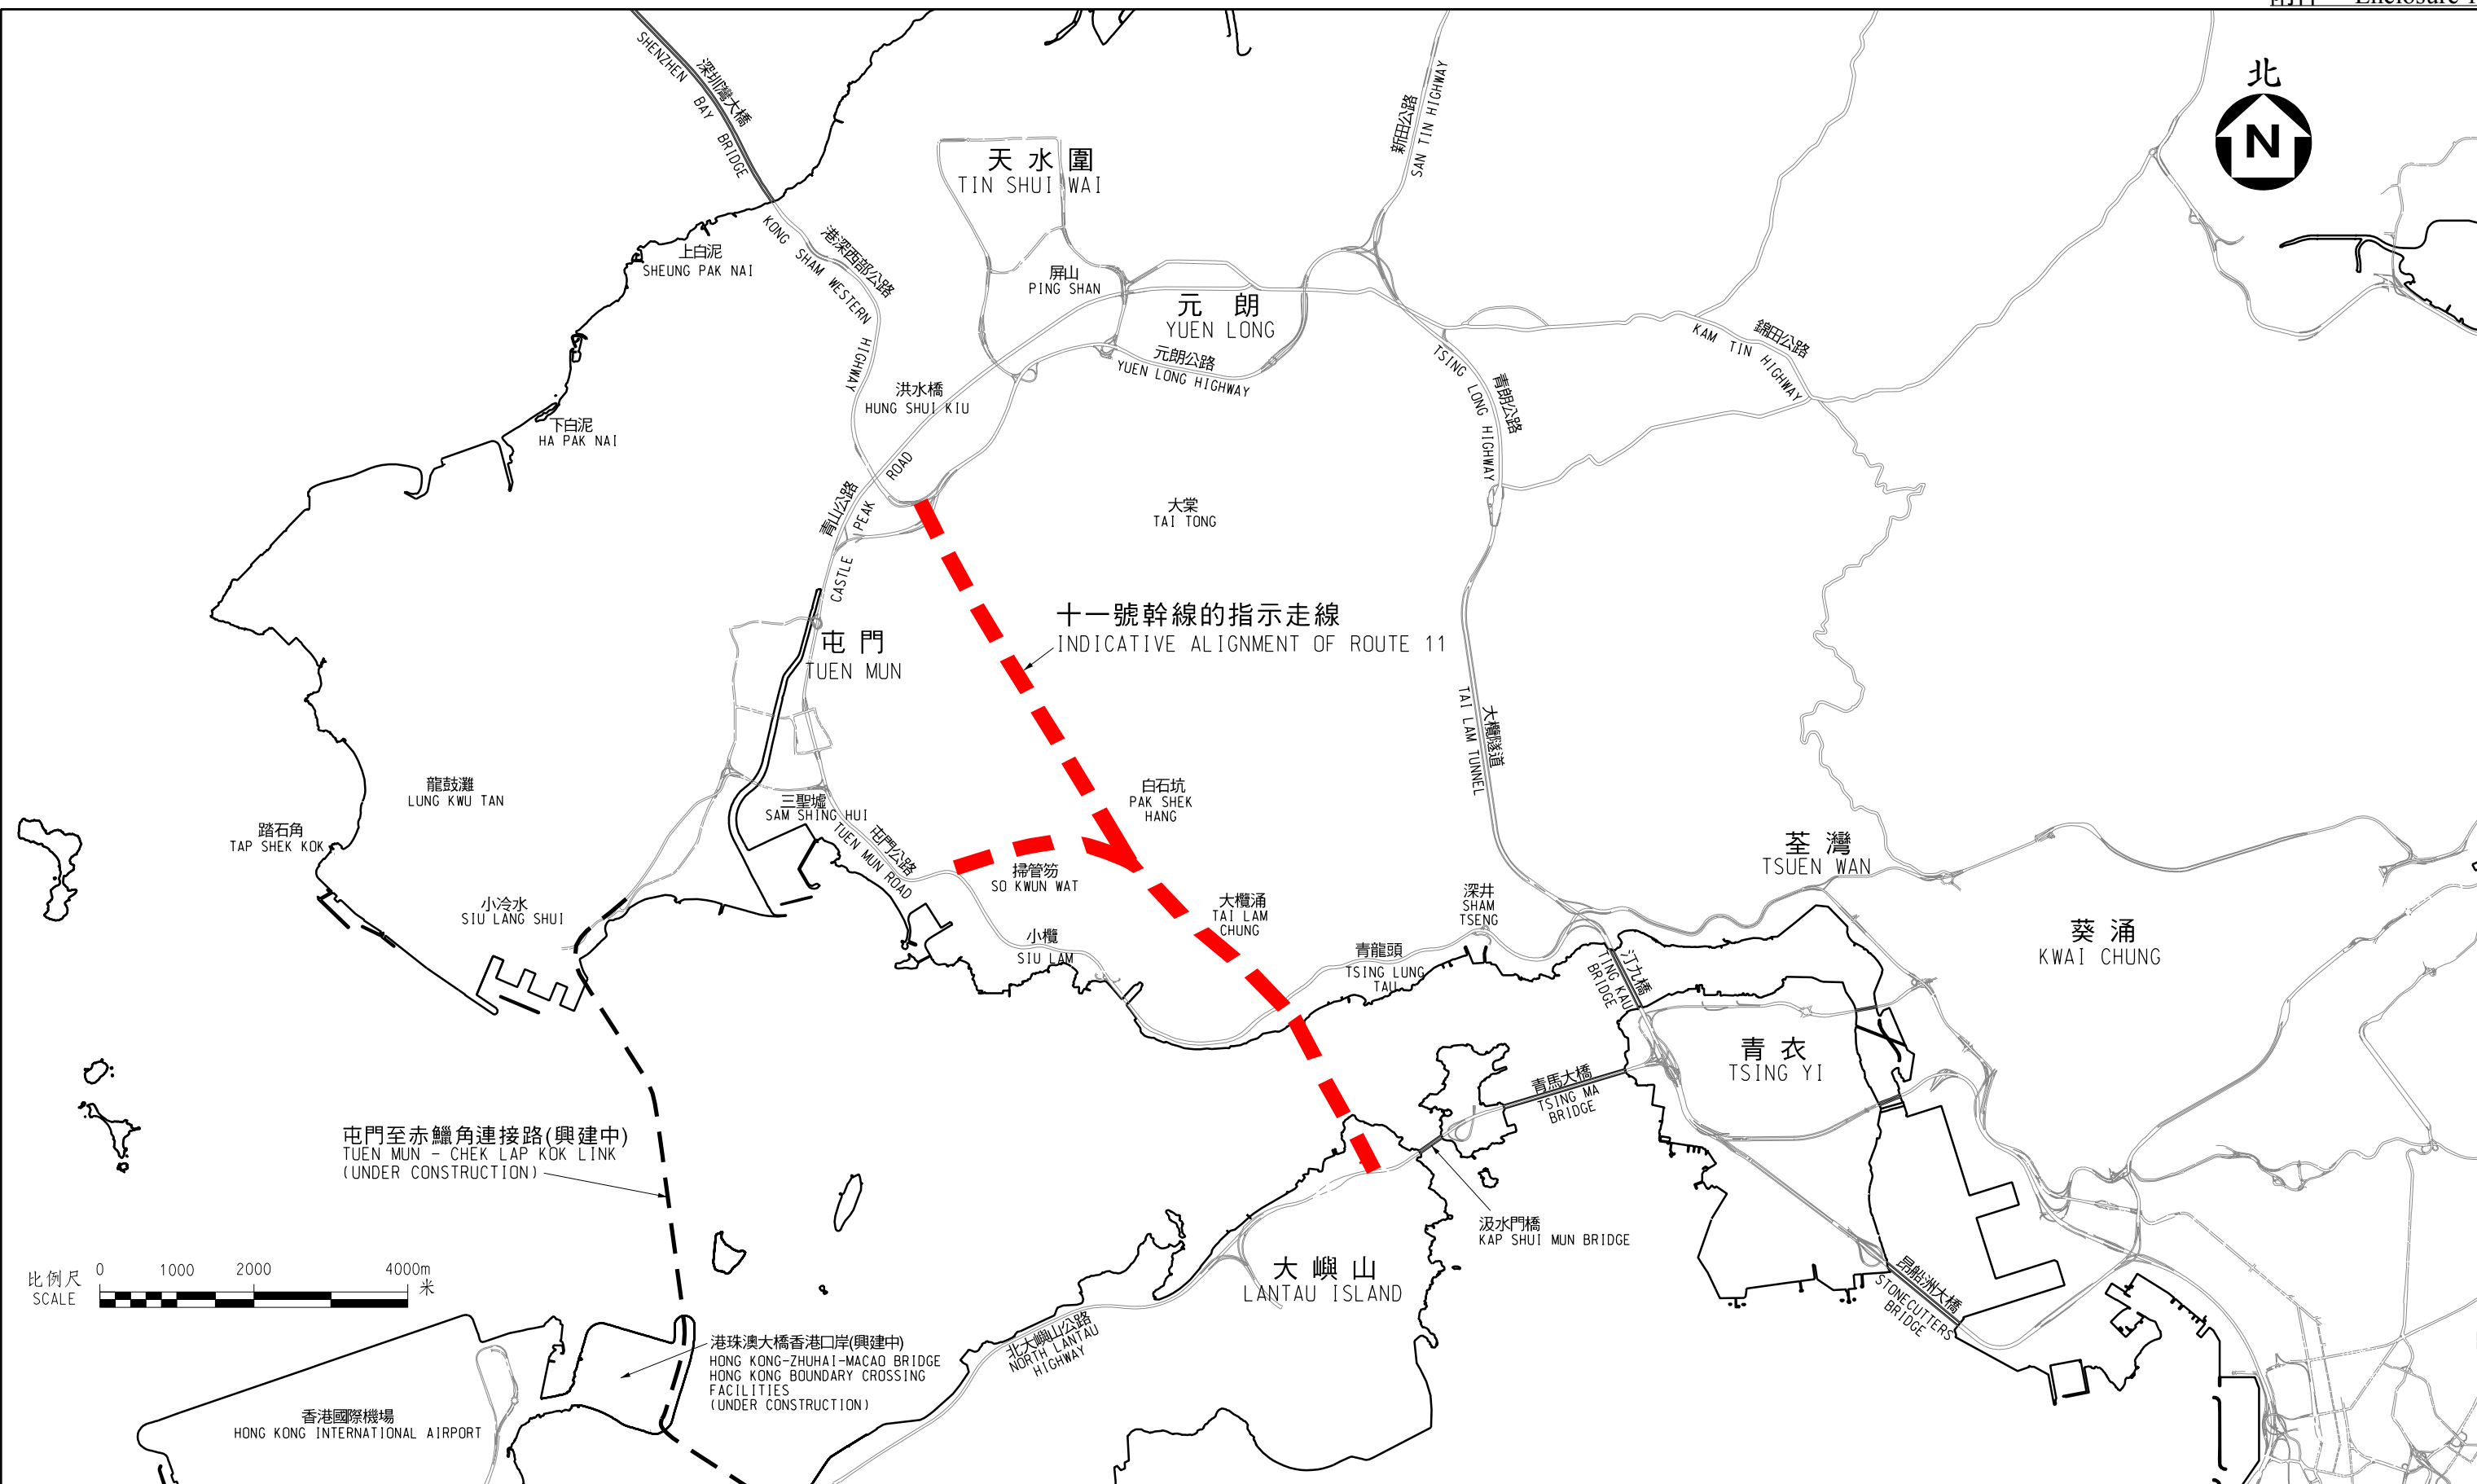 Enclosure 1
北
N
深圳灣大橋
SHENZHEN BAY BRIDGE
新田公路
SAN TIN HIGHWAY
天水圍
TIN SHUI WAI
上白泥
SHEUNG PAK NAI
港深西部公路
KONG SHAM WESTERN HIGHWAY
屏山
PING SHAN
元朗
YUEN LONG
元朗公路
YUEN LONG HIGHWAY
錦田公路
KAM TIN HIGHWAY
青朗公路
TSING LONG HIGHWAY
洪水橋
HUNG SHUI KIU
下白泥
HA PAK NAI
青山公路
CASTLE PEAK ROAD
大棠
TAI TONG
十一號幹線的指示走線
INDICATIVE ALIGNMENT OF ROUTE 11
屯門
TUEN MUN
大欖隧道
TAI LAM TUNNEL
龍鼓灘
LUNG KWU TAN
三聖墟
SAM SHING HUI
白石坑
PAK SHEK
HANG
踏石角
TAP SHEK KOK
屯門公路
TUEN MUN ROAD
掃管笏
SO KWUN WAT
荃灣
TSUEN WAN
小冷水
SIU LANG SHUI
大欖涌
TAI LAM
CHUNG
深井
SHAM
TSENG
小欖
SIU LAM
青龍頭
TSING LUNG
TAU
汀九橋
TING KAU
BRIDGE
葵涌
KWAI CHUNG
青衣
TSING YI
青馬大橋
TSING MA
BRIDGE
屯門至赤鱲角連接路(興建中)
TUEN MUN - CHEK LAP KOK LINK
(UNDER CONSTRUCTION)
汲水門橋
KAP SHUI MUN BRIDGE
大嶼山
LANTAU ISLAND
比例尺
SCALE
0 1000 2000 4000m
米
昂船洲大橋
STONECUTTERS
BRIDGE
北大嶼山公路
NORTH LANTAU
HIGHWAY
港珠澳大橋香港口岸(興建中)
HONG KONG-ZHUHAI-MACAO BRIDGE
HONG KONG BOUNDARY CROSSING
FACILITIES
(UNDER CONSTRUCTION)
香港國際機場
HONG KONG INTERNATIONAL AIRPORT